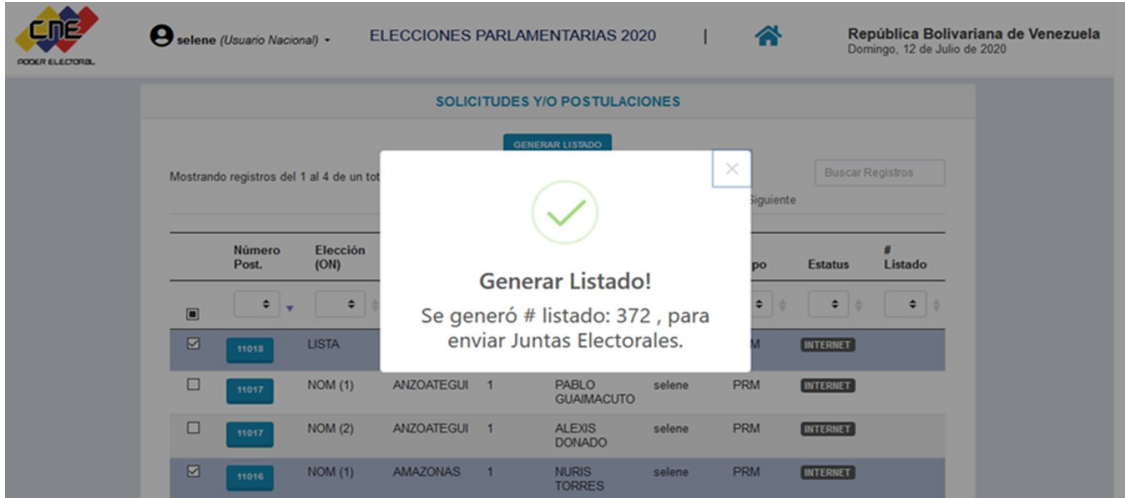 CNE
PODER ELECTORAL
selene (Usuario Nacional)
ELECCIONES PARLAMENTARIAS 2020 |
República Bolivariana de Venezuela
Domingo, 12 de Julio de 2020
SOLICITUDES Y/O POSTULACIONES
GENERAR LISTADO
Mostrando registros del 1 al 4 de un
Buscar Registros
Siguiente
×
Generar Listado!
Se generó # listado: 372 , para
enviar Juntas Electorales.
Número Elección Estatus #
Post. (ON) Listado
11018 LISTA INTERNET
11017 NOM (1) ANZOATEGUI 1 PABLO selene PRM INTERNET
GUAIMACUTO
11017 NOM (2) ANZOATEGUI 1 ALEXIS selene PRM INTERNET
DONADO
11016 NOM (1) AMAZONAS 1 NURIS selene PRM INTERNET
TORRES